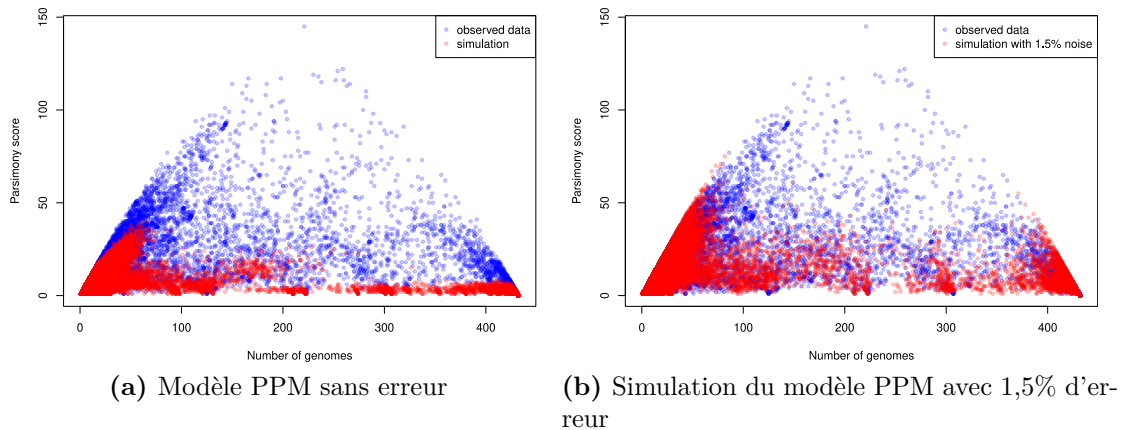 150
100
50
0
Parsimony score
observed data
simulation
0
100
200
300
400
Number of genomes
(a) Modèle PPM sans erreur
150
100
50
0
Parsimony score
observed data
simulation with 1.5% noise
0
100
200
300
400
Number of genomes
(b) Simulation du modèle PPM avec 1,5% d'er-
reur